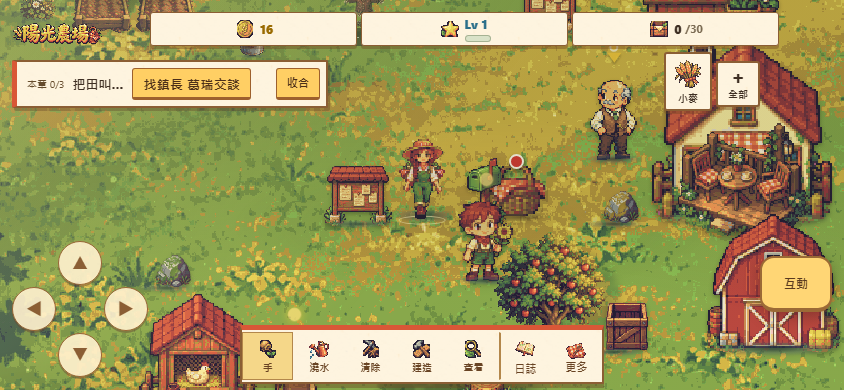 陽光農場
16
Lv 1
0 /30
本章 0/3 把田叫... 找鎮長 葛瑞交談 收合
小麥
+
全部
互動
手 澆水 清除 建造 查看 日誌 更多